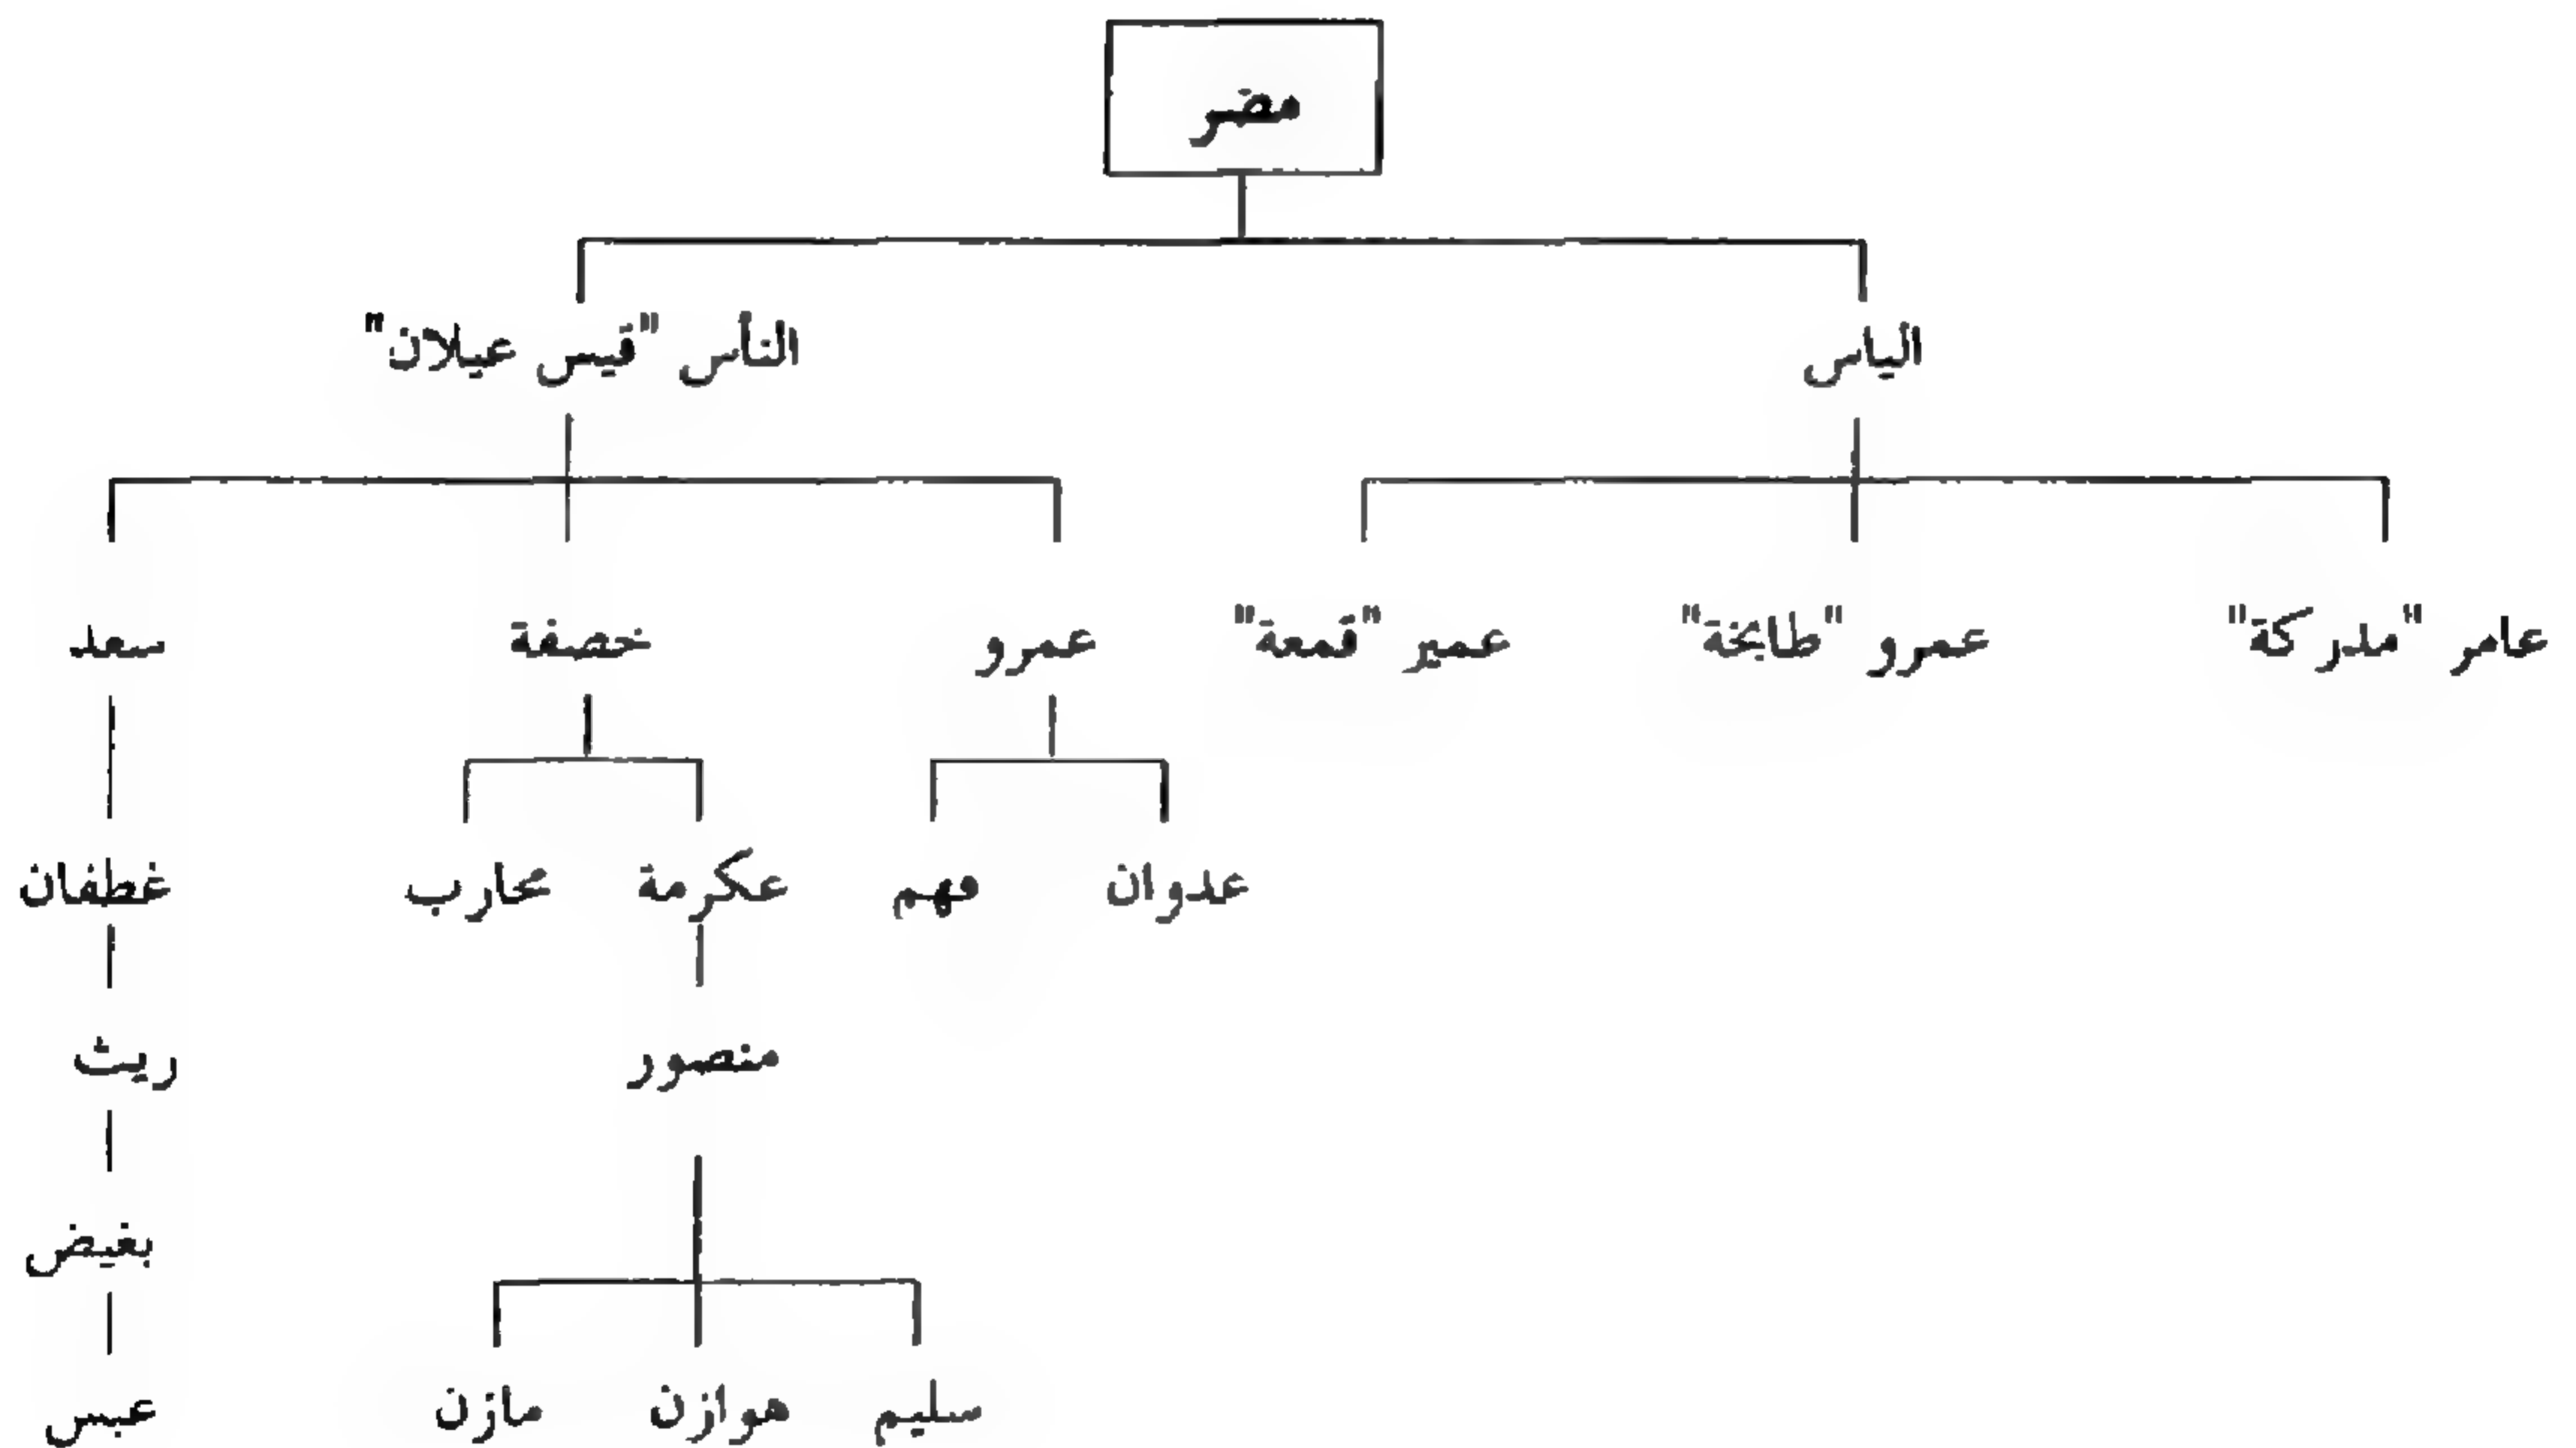 مضر
الياس النأس "قيس عيلان"
عامر "مدركة" عمرو "طابخة" عمير "قمعة" عمرو خصفة سعد
عدوان فهم عكرمة محارب غطفان
منصور ريث
بغيض
سليم هوازن مازن عبس